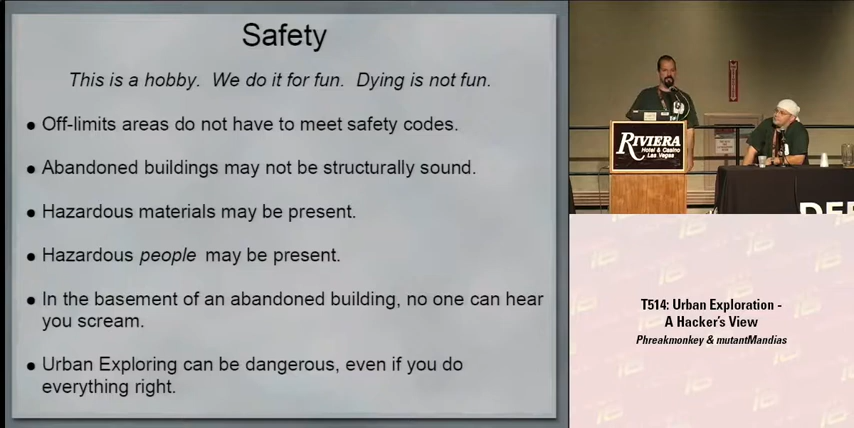 Safety
This is a hobby. We do it for fun. Dying is not fun.
• Off-limits areas do not have to meet safety codes.
• Abandoned buildings may not be structurally sound.
• Hazardous materials may be present.
• Hazardous people may be present.
• In the basement of an abandoned building, no one can hear
you scream.
• Urban Exploring can be dangerous, even if you do
everything right.
RIVIERA
Hotel & Casino
Las Vegas
DEF
T514: Urban Exploration -
A Hacker's View
Phreakmonkey & mutantMandias